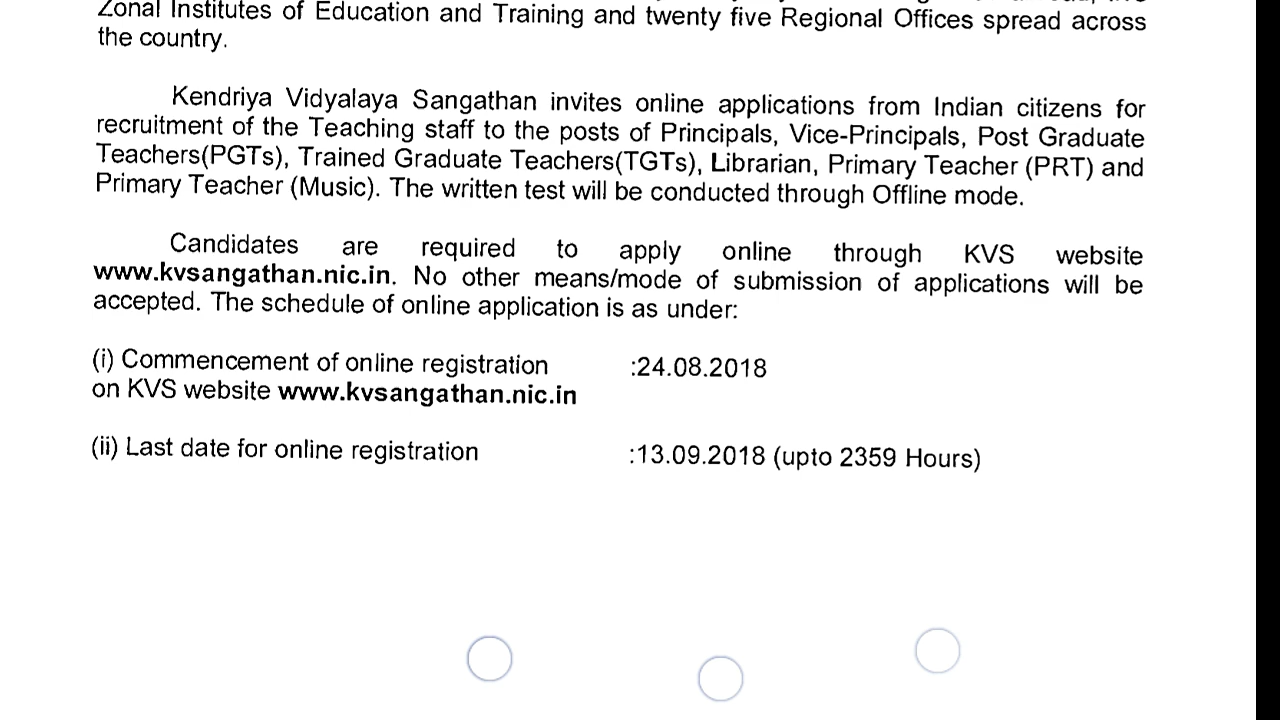 Zonal Institutes of Education and Training and twenty five Regional Offices spread across
the country.
Kendriya Vidyalaya Sangathan invites online applications from Indian citizens for
recruitment of the Teaching staff to the posts of Principals, Vice-Principals, Post Graduate
Teachers(PGTs), Trained Graduate Teachers(TGTs), Librarian, Primary Teacher (PRT) and
Primary Teacher (Music). The written test will be conducted through Offline mode.
Candidates are required to apply online through KVS website
www.kvsangathan.nic.in. No other means/mode of submission of applications will be
accepted. The schedule of online application is as under:
(i) Commencement of online registration :24.08.2018
on KVS website www.kvsangathan.nic.in
(ii) Last date for online registration :13.09.2018 (upto 2359 Hours)